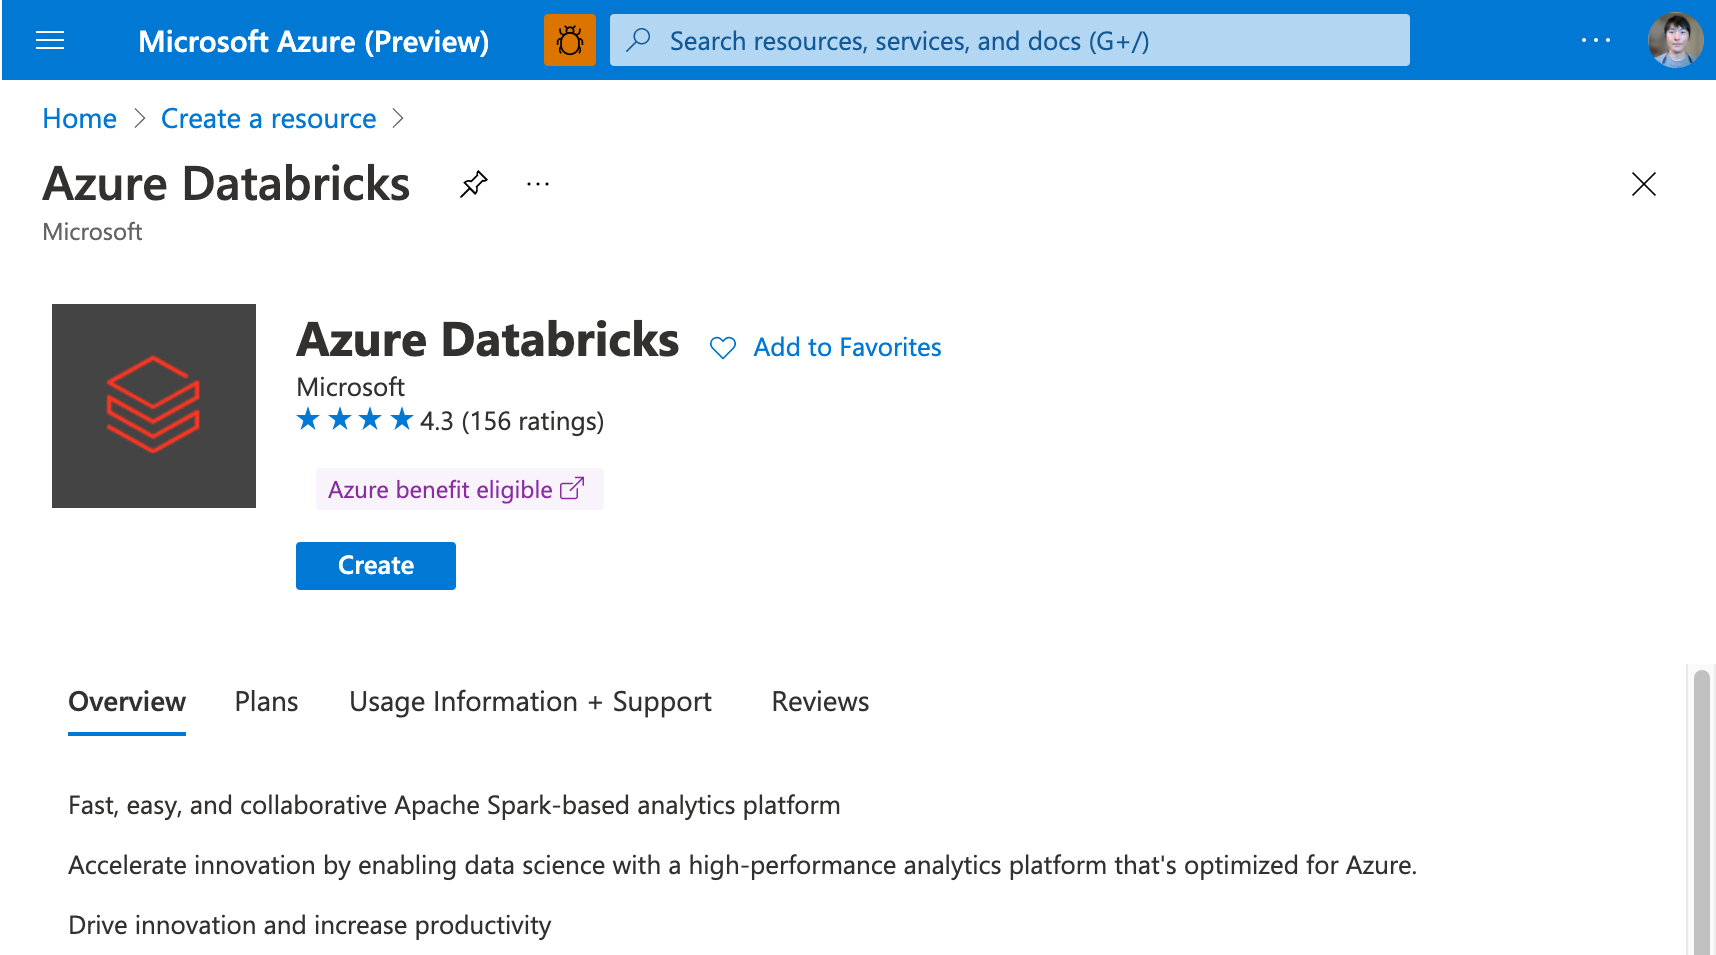 Microsoft Azure (Preview)
Search resources, services, and docs (G+/)
Home > Create a resource >
Azure Databricks
Microsoft
Azure Databricks
Add to Favorites
Microsoft
4.3 (156 ratings)
Azure benefit eligible
Create
Overview Plans Usage Information + Support Reviews
Fast, easy, and collaborative Apache Spark-based analytics platform
Accelerate innovation by enabling data science with a high-performance analytics platform that's optimized for Azure.
Drive innovation and increase productivity